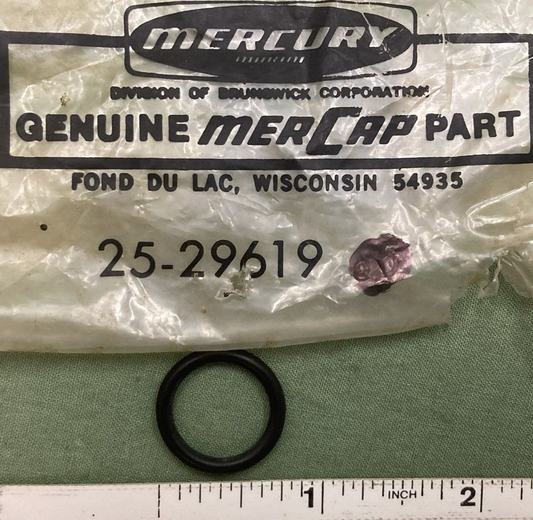 MERCURY
DIVISION OF BRUNSWICK CORPORATION
GENUINE MERCAP PART
FOND DU LAC, WISCONSIN 54935
25-29619
1 INCH 2